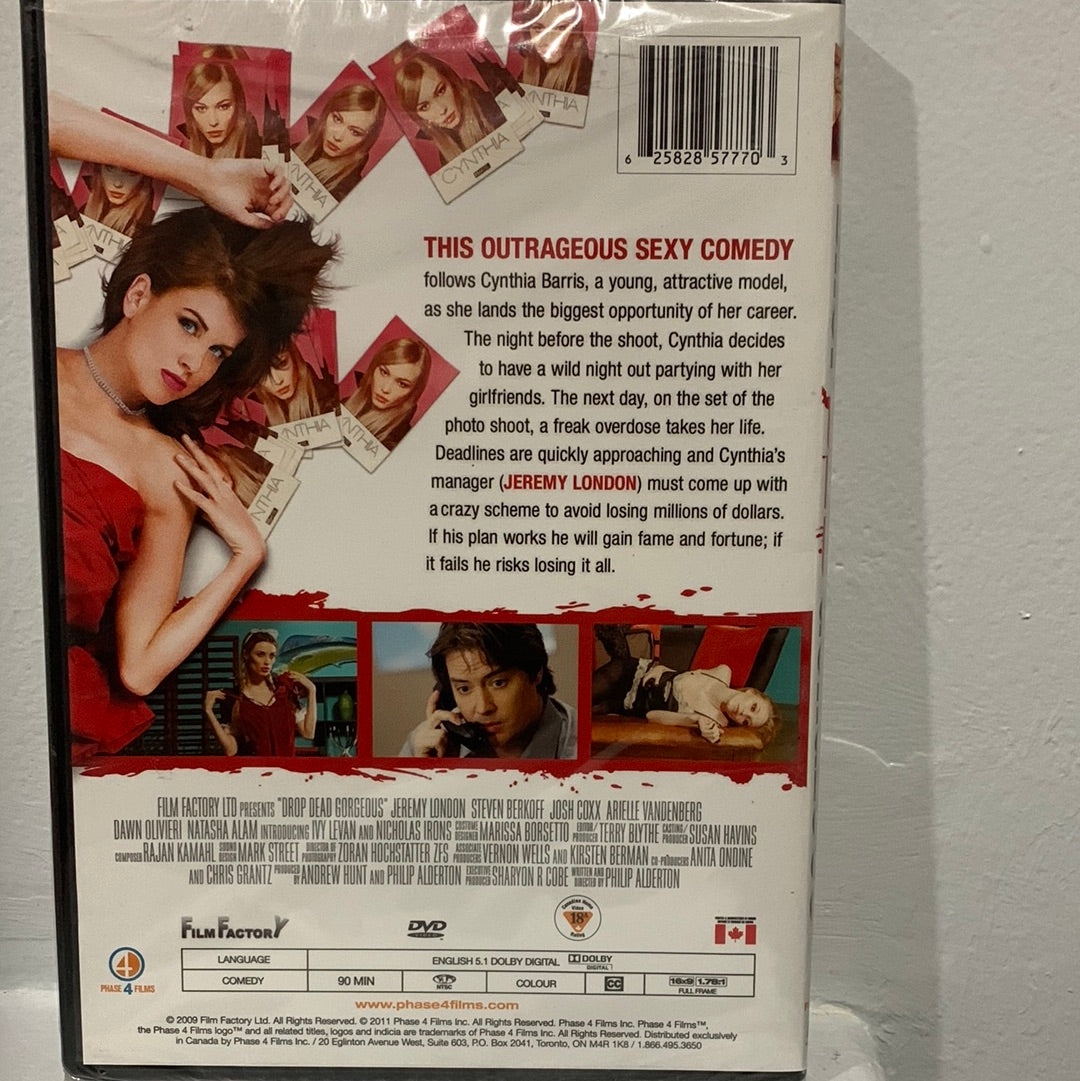 CYNTHIA
NTHIA
NTHIA
NTHIA
NTHIA
NTHIA
NTHIA
6 25828 57770 3
THIS OUTRAGEOUS SEXY COMEDY
follows Cynthia Barris, a young, attractive model,
as she lands the biggest opportunity of her career.
The night before the shoot, Cynthia decides
to have a wild night out partying with her
girlfriends. The next day, on the set of the
photo shoot, a freak overdose takes her life.
Deadlines are quickly approaching and Cynthia's
manager (JEREMY LONDON) must come up with
a crazy scheme to avoid losing millions of dollars.
If his plan works he will gain fame and fortune; if
it fails he risks losing it all.
FILM FACTORY LTD PRESENTS "DROP DEAD GORGEOUS" JEREMY LONDON STEVEN BERKOFF JOSH COXX ARIELLE VANDENBERG
DAWN OLIVIERI NATASHA ALAM INTRODUCING IVY LEVAN AND NICHOLAS IRONS COSTUME DESIGNER MARISSA BORSETTO EDITOR/PRODUCER TERRY BLYTHE CASTING/PRODUCER SUSAN HAVINS
COMPOSER RAJAN KAMAHL SOUND DESIGN MARK STREET DIRECTOR OF PHOTOGRAPHY ZORAN HOCHSTATTER ZFS ASSOCIATE PRODUCERS VERNON WELLS AND KIRSTEN BERMAN CO-PRODUCERS ANITA ONDINE
AND CHRIS GRANTZ PRODUCED BY ANDREW HUNT AND PHILIP ALDERTON EXECUTIVE PRODUCER SHARYON R COBE WRITTEN AND DIRECTED BY PHILIP ALDERTON
FILM FACTORY
DVD
VIDEO
Canadian Home
Video
18A
Rated
4
PHASE 4 FILMS
LANGUAGE ENGLISH 5.1 DOLBY DIGITAL DOLBY DIGITAL
COMEDY 90 MIN NTSC COLOUR CC 16x9 1.78:1 FULL FRAME
www.phase4films.com
© 2009 Film Factory Ltd. All Rights Reserved. © 2011 Phase 4 Films Inc. All Rights Reserved. Phase 4 Films Inc. Phase 4 Films™,
the Phase 4 Films logo™ and all related titles, logos and indicia are trademarks of Phase 4 Films Inc. All Rights Reserved. Distributed exclusively
in Canada by Phase 4 Films Inc. / 20 Eglinton Avenue West, Suite 603, P.O. Box 2041, Toronto, ON M4R 1K8 / 1.866.495.3650